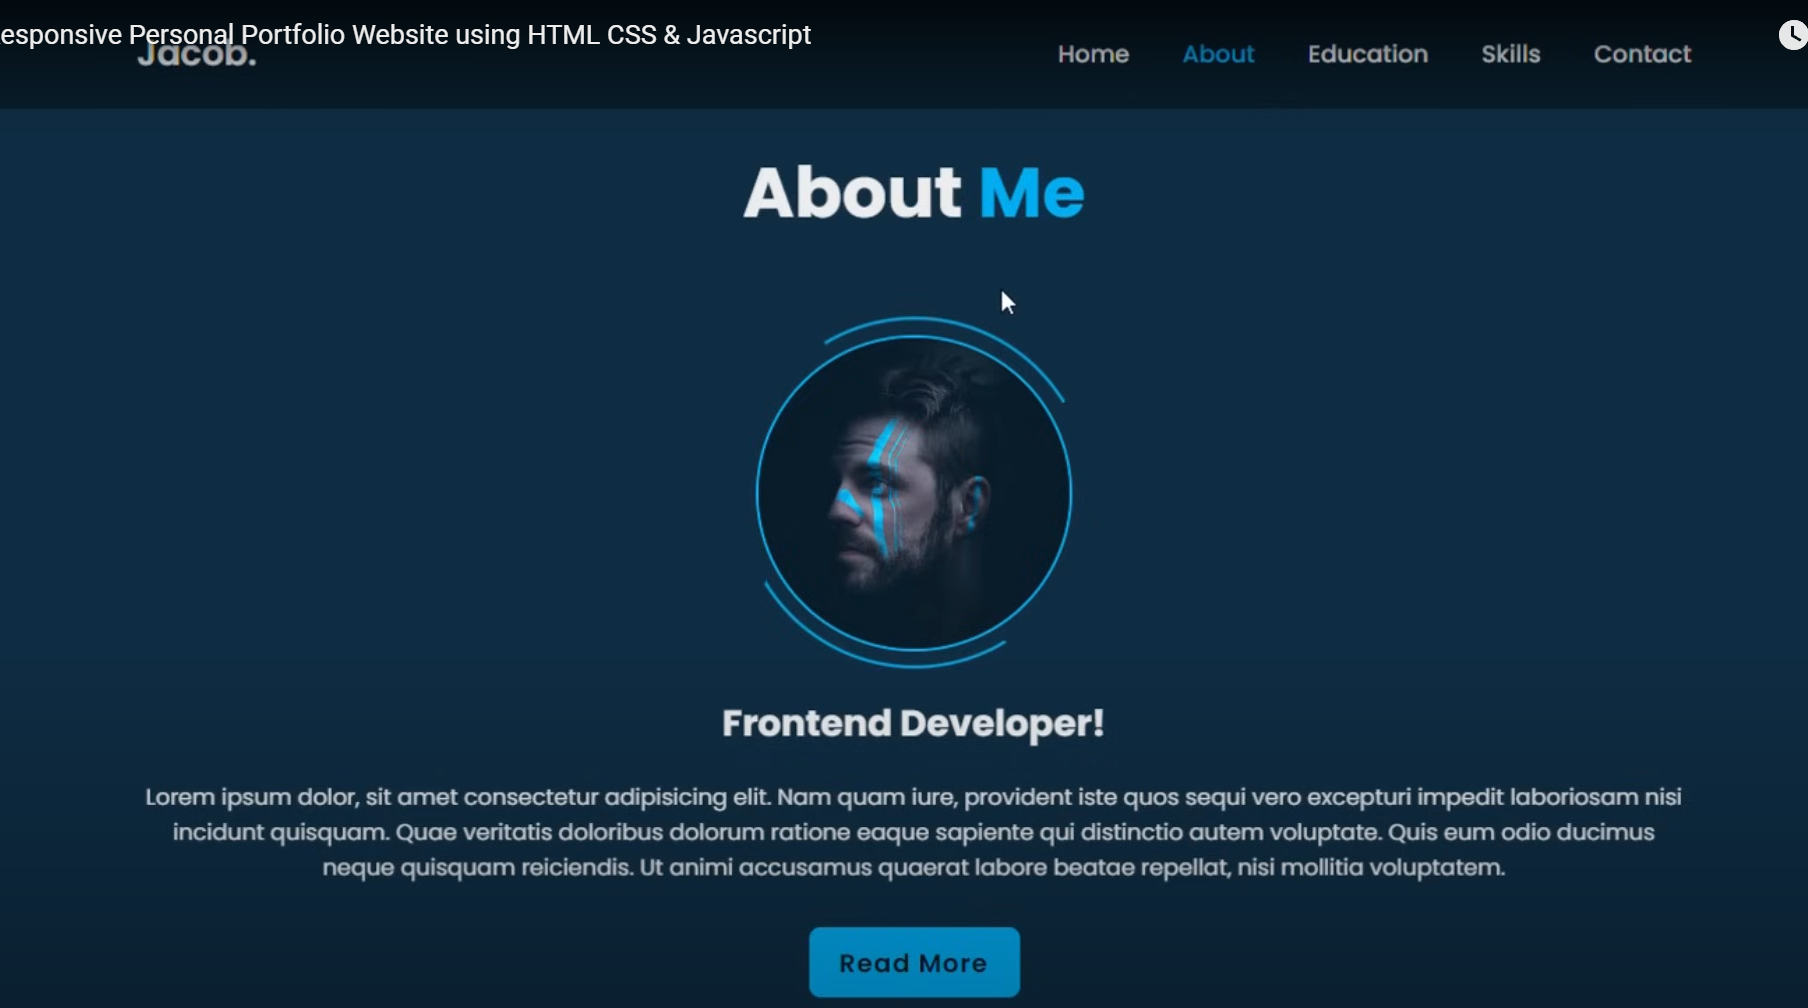 esponsive Personal Portfolio Website using HTML CSS & Javascript
Jacob.
Home About Education Skills Contact
About Me
Frontend Developer!
Lorem ipsum dolor, sit amet consectetur adipisicing elit. Nam quam iure, provident iste quos sequi vero excepturi impedit laboriosam nisi
incidunt quisquam. Quae veritatis doloribus dolorum ratione eaque sapiente qui distinctio autem voluptate. Quis eum odio ducimus
neque quisquam reiciendis. Ut animi accusamus quaerat labore beatae repellat, nisi mollitia voluptatem.
Read More